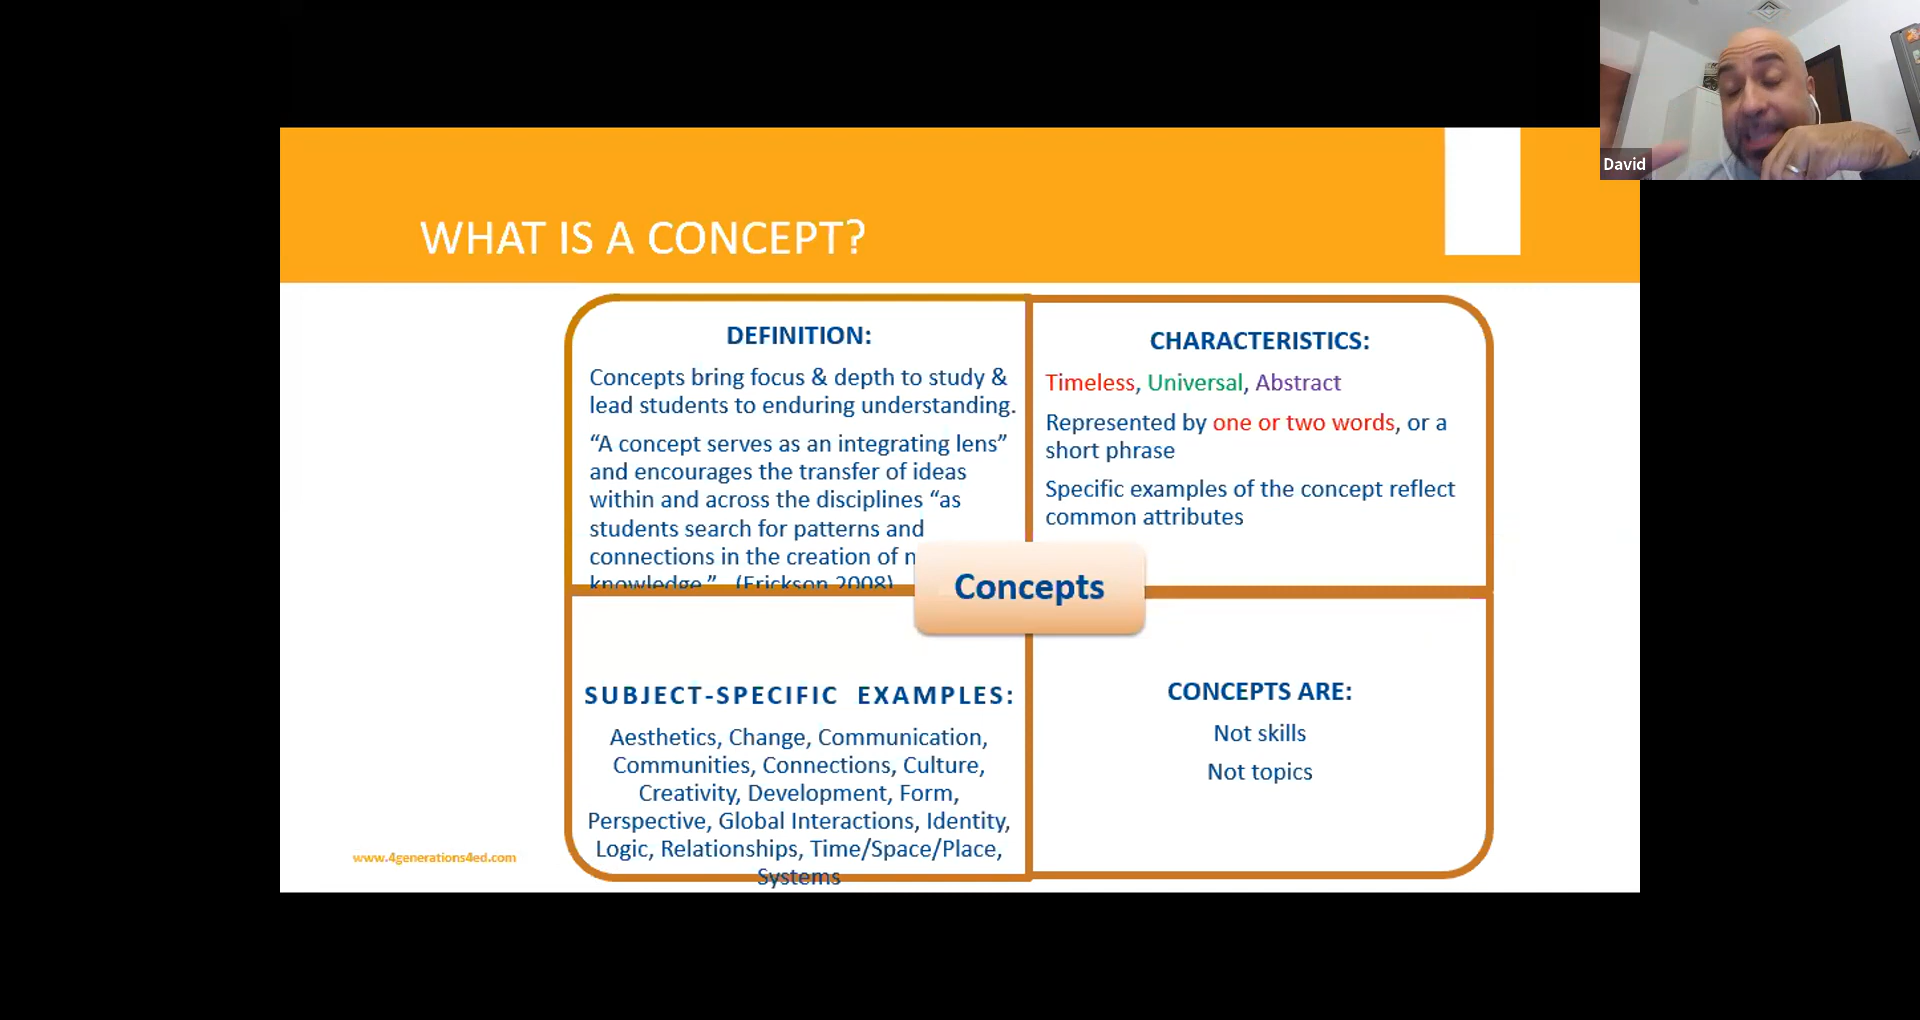 David
WHAT IS A CONCEPT?
DEFINITION:
Concepts bring focus & depth to study &
lead students to enduring understanding.
“A concept serves as an integrating lens”
and encourages the transfer of ideas
within and across the disciplines “as
students search for patterns and
connections in the creation of n
knowledge.” (Erickson 2008)
CHARACTERISTICS:
Timeless, Universal, Abstract
Represented by one or two words, or a
short phrase
Specific examples of the concept reflect
common attributes
Concepts
SUBJECT-SPECIFIC EXAMPLES:
Aesthetics, Change, Communication,
Communities, Connections, Culture,
Creativity, Development, Form,
Perspective, Global Interactions, Identity,
Logic, Relationships, Time/Space/Place,
Systems
CONCEPTS ARE:
Not skills
Not topics
www.4generations4ed.com